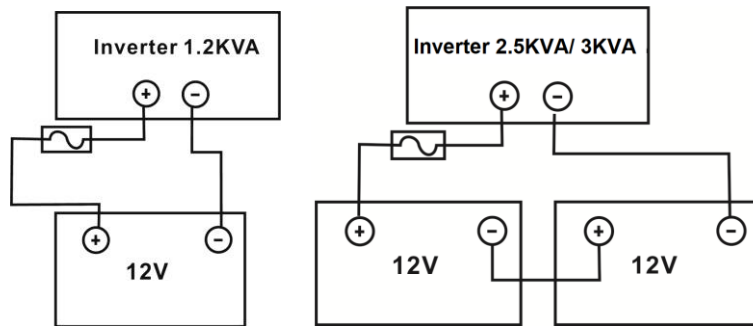 Inverter 1.2KVA
+ −
+ −
12V
Inverter 2.5KVA/ 3KVA
+ −
+ − + −
12V 12V